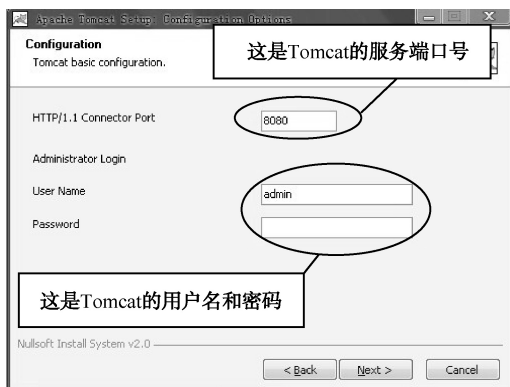 Apache Tomcat Setup: Configuration Options
Configuration
Tomcat basic configuration.
这是Tomcat的服务端口号
HTTP/1.1 Connector Port
8080
Administrator Login
User Name
admin
Password
这是Tomcat的用户名和密码
Nullsoft Install System v2.0
< Back
Next >
Cancel